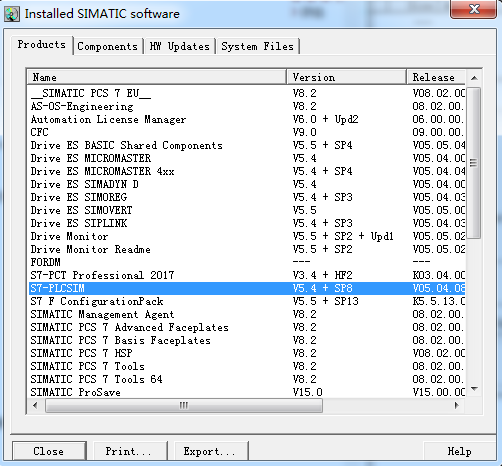 Installed SIMATIC software
Products Components HW Updates System Files
Name Version Release
__SIMATIC PCS 7 EU__ V8.2 V08.02.00
AS-OS-Engineering V8.2 08.02.00.
Automation License Manager V6.0 + Upd2 06.00.00.
CFC V9.0 09.00.00.
Drive ES BASIC Shared Components V5.5 + SP4 V05.05.04
Drive ES MICROMASTER V5.4 V05.04.00
Drive ES MICROMASTER 4xx V5.4 + SP4 V05.04.04
Drive ES SIMADYN D V5.4 V05.04.00
Drive ES SIMOREG V5.4 + SP3 V05.04.03
Drive ES SIMOVERT V5.5 V05.05.00
Drive ES SIPLINK V5.4 + SP3 V05.04.03
Drive Monitor V5.5 + SP2 + Upd1 V05.05.02
Drive Monitor Readme V5.5 + SP2 V05.05.02
FORDM --- ---
S7-PCT Professional 2017 V3.4 + HF2 K03.04.00
S7-PLCSIM V5.4 + SP8 V05.04.08
S7 F ConfigurationPack V5.5 + SP13 K5.5.13.0
SIMATIC Management Agent V8.2 08.02.00.
SIMATIC PCS 7 Advanced Faceplates V8.2 08.02.00.
SIMATIC PCS 7 Basis Faceplates V8.2 08.02.00.
SIMATIC PCS 7 HSP V8.2 V08.02.00
SIMATIC PCS 7 Tools V8.2 08.02.00.
SIMATIC PCS 7 Tools 64 V8.2 08.02.00.
SIMATIC ProSave V15.0 V15.00.00
Close Print... Export... Help